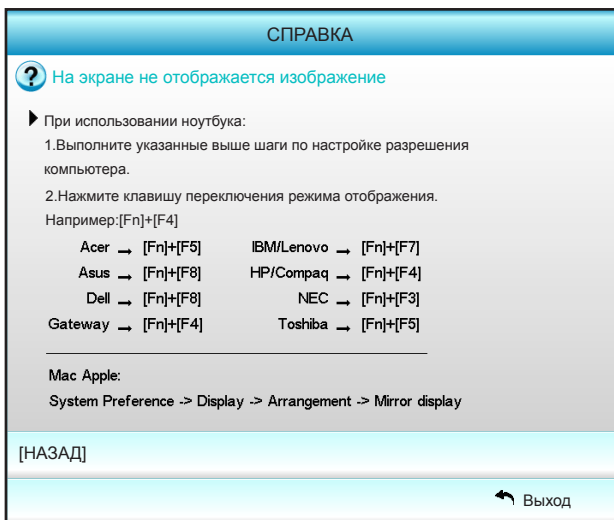 СПРАВКА
? На экране не отображается изображение
При использовании ноутбука:
1.Выполните указанные выше шаги по настройке разрешения
компьютера.
2.Нажмите клавишу переключения режима отображения.
Например:[Fn]+[F4]
Acer → [Fn]+[F5] IBM/Lenovo → [Fn]+[F7]
Asus → [Fn]+[F8] HP/Compaq → [Fn]+[F4]
Dell → [Fn]+[F8] NEC → [Fn]+[F3]
Gateway → [Fn]+[F4] Toshiba → [Fn]+[F5]
Mac Apple:
System Preference -> Display -> Arrangement -> Mirror display
[НАЗАД]
Выход